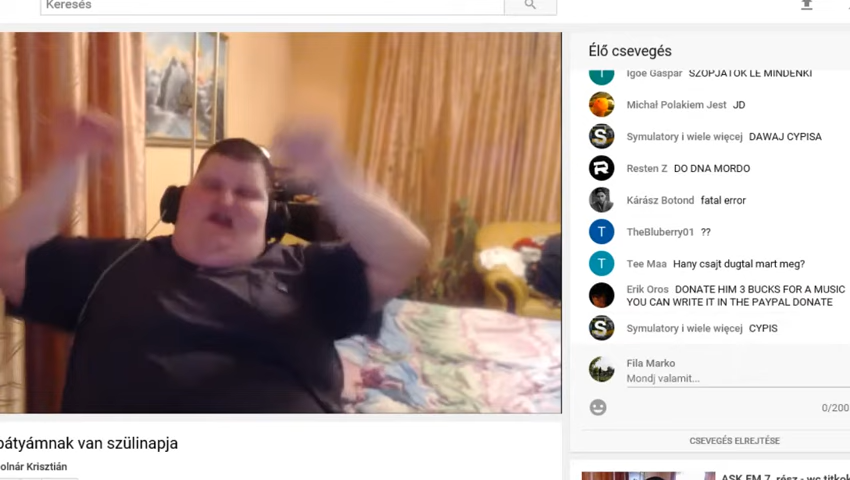 Keresés
Élő csevegés
Igoe Gaspar SZOPJATOK LE MINDENKI
Michał Polakiem Jest JD
Symulatory i wiele więcej DAWAJ CYPISA
Resten Z DO DNA MORDO
Kárász Botond fatal error
TheBluberry01 ??
Tee Maa Hany csajt dugtal mart meg?
Erik Oros DONATE HIM 3 BUCKS FOR A MUSIC
YOU CAN WRITE IT IN THE PAYPAL DONATE
Symulatory i wiele więcej CYPIS
Fila Marko
Mondj valamit...
0/200
CSEVEGÉS ELREJTÉSE
bátyámnak van szülinapja
olnár Krisztián
ASK.FM 7. rész - wc titkok